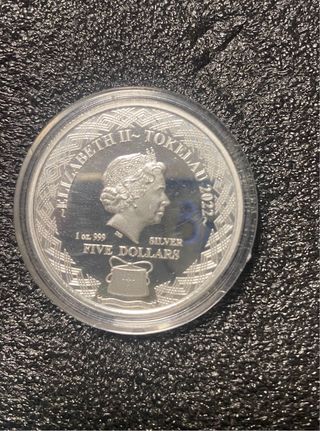 ELIZABETH II ~ TOKELAU 2022
1 oz. 999
SILVER
FIVE DOLLARS